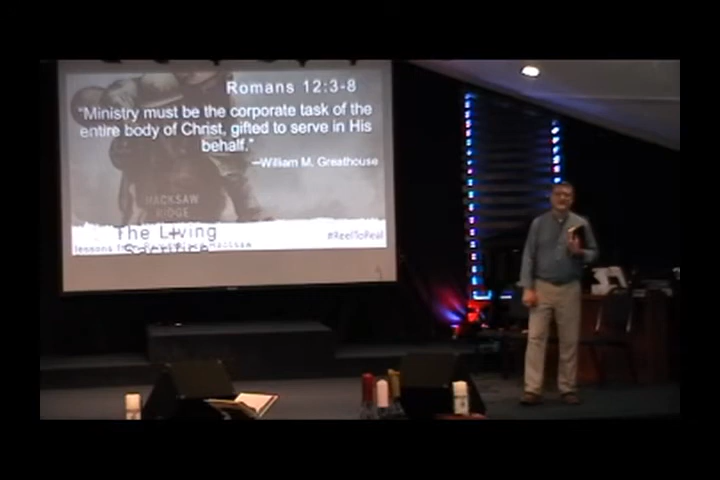 Romans 12:3-8
"Ministry must be the corporate task of the
entire body of Christ, gifted to serve in His
behalf."
—William M. Greathouse
HACKSAW
RIDGE
The Living
Sacrifice
#ReelToReal
lessons